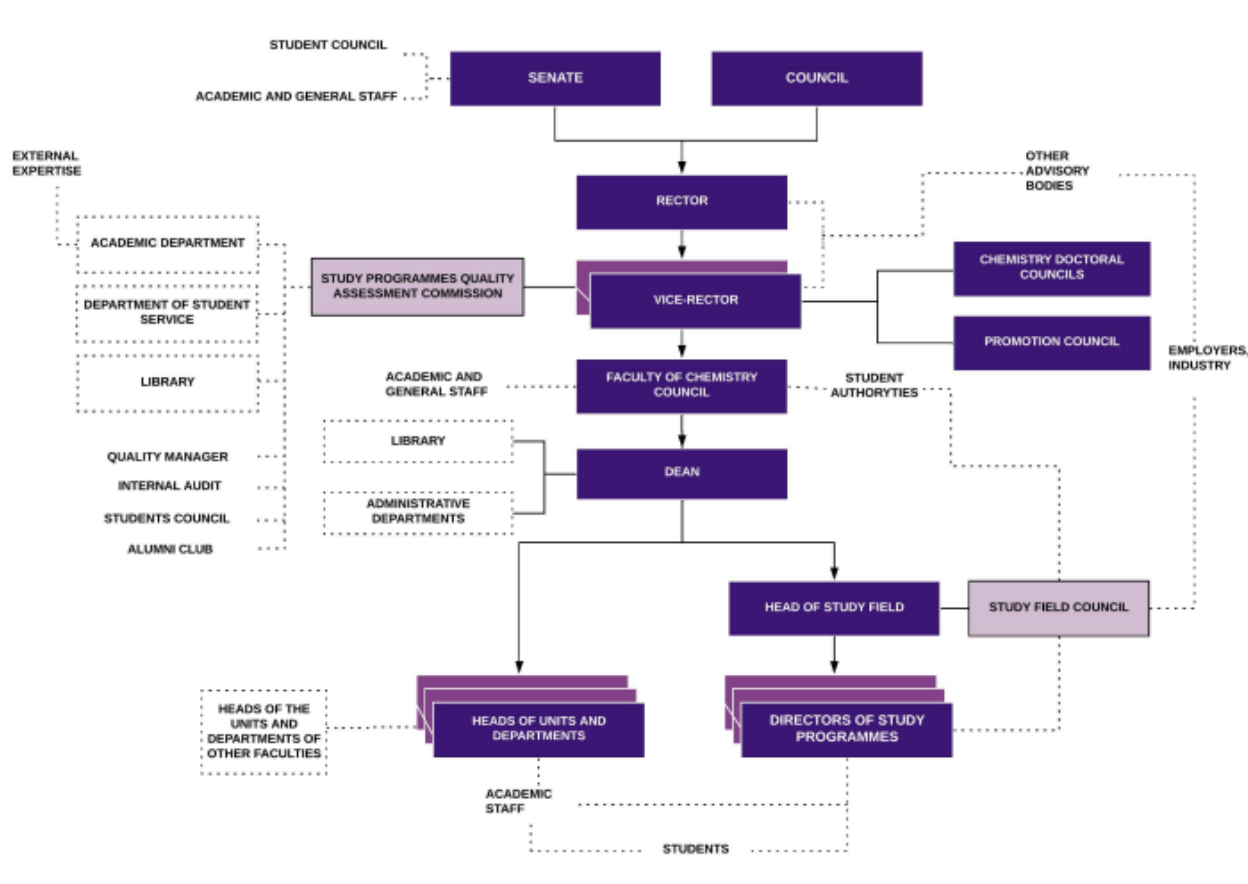 STUDENT COUNCIL
SENATE
COUNCIL
ACADEMIC AND GENERAL STAFF
EXTERNAL
EXPERTISE
OTHER
ADVISORY
BODIES
RECTOR
ACADEMIC DEPARTMENT
CHEMISTRY DOCTORAL
COUNCILS
STUDY PROGRAMMES QUALITY
ASSESSMENT COMMISSION
VICE-RECTOR
DEPARTMENT OF STUDENT
SERVICE
PROMOTION COUNCIL
EMPLOYERS,
INDUSTRY
LIBRARY
ACADEMIC AND
GENERAL STAFF
FACULTY OF CHEMISTRY
COUNCIL
STUDENT
AUTHORYTIES
LIBRARY
QUALITY MANAGER
DEAN
INTERNAL AUDIT
ADMINISTRATIVE
DEPARTMENTS
STUDENTS COUNCIL
ALUMNI CLUB
HEAD OF STUDY FIELD
STUDY FIELD COUNCIL
HEADS OF THE
UNITS AND
DEPARTMENTS OF
OTHER FACULTIES
HEADS OF UNITS AND
DEPARTMENTS
DIRECTORS OF STUDY
PROGRAMMES
ACADEMIC
STAFF
STUDENTS